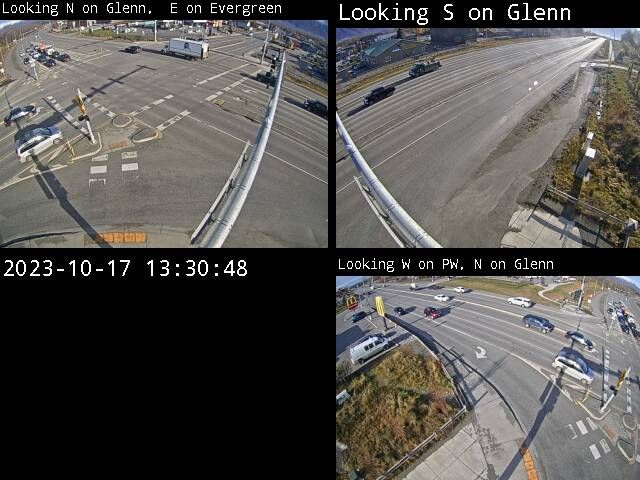 Looking N on Glenn,  E on Evergreen
Looking S on Glenn
2023-10-17 13:30:48
Looking W on PW, N on Glenn